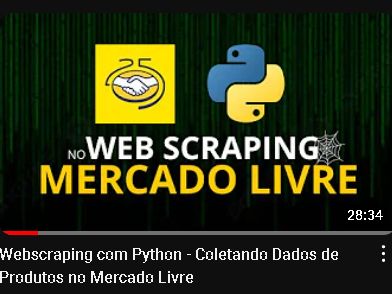 NO WEB SCRAPING
MERCADO LIVRE
28:34
Webscraping com Python - Coletando Dados de
Produtos no Mercado Livre